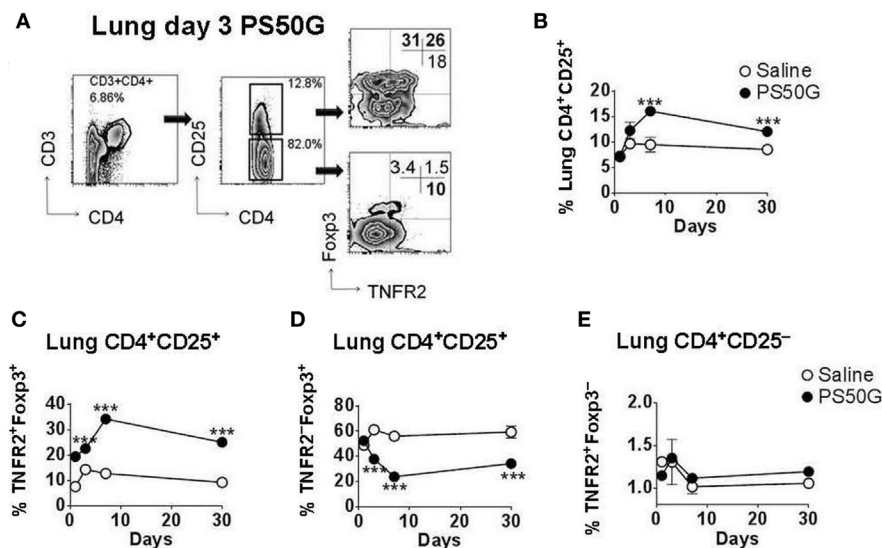 A
Lung day 3 PS50G
CD3+CD4+
6.86%
CD3
CD4
12.8%
82.0%
CD25
CD4
31 26
18
3.4 1.5
10
Foxp3
TNFR2
B
Saline
PS50G
% Lung CD4⁺CD25⁺
20
15
10
5
0
***
***
0 10 20 30
Days
C
Lung CD4⁺CD25⁺
% TNFR2⁺Foxp3⁺
40
30
20
10
0
***
***
***
0 10 20 30
Days
D
Lung CD4⁺CD25⁺
% TNFR2⁻Foxp3⁺
80
60
40
20
0
***
***
***
0 10 20 30
Days
E
Lung CD4⁺CD25⁻
Saline
PS50G
% TNFR2⁺Foxp3⁻
2.0
1.5
1.0
0 10 20 30
Days